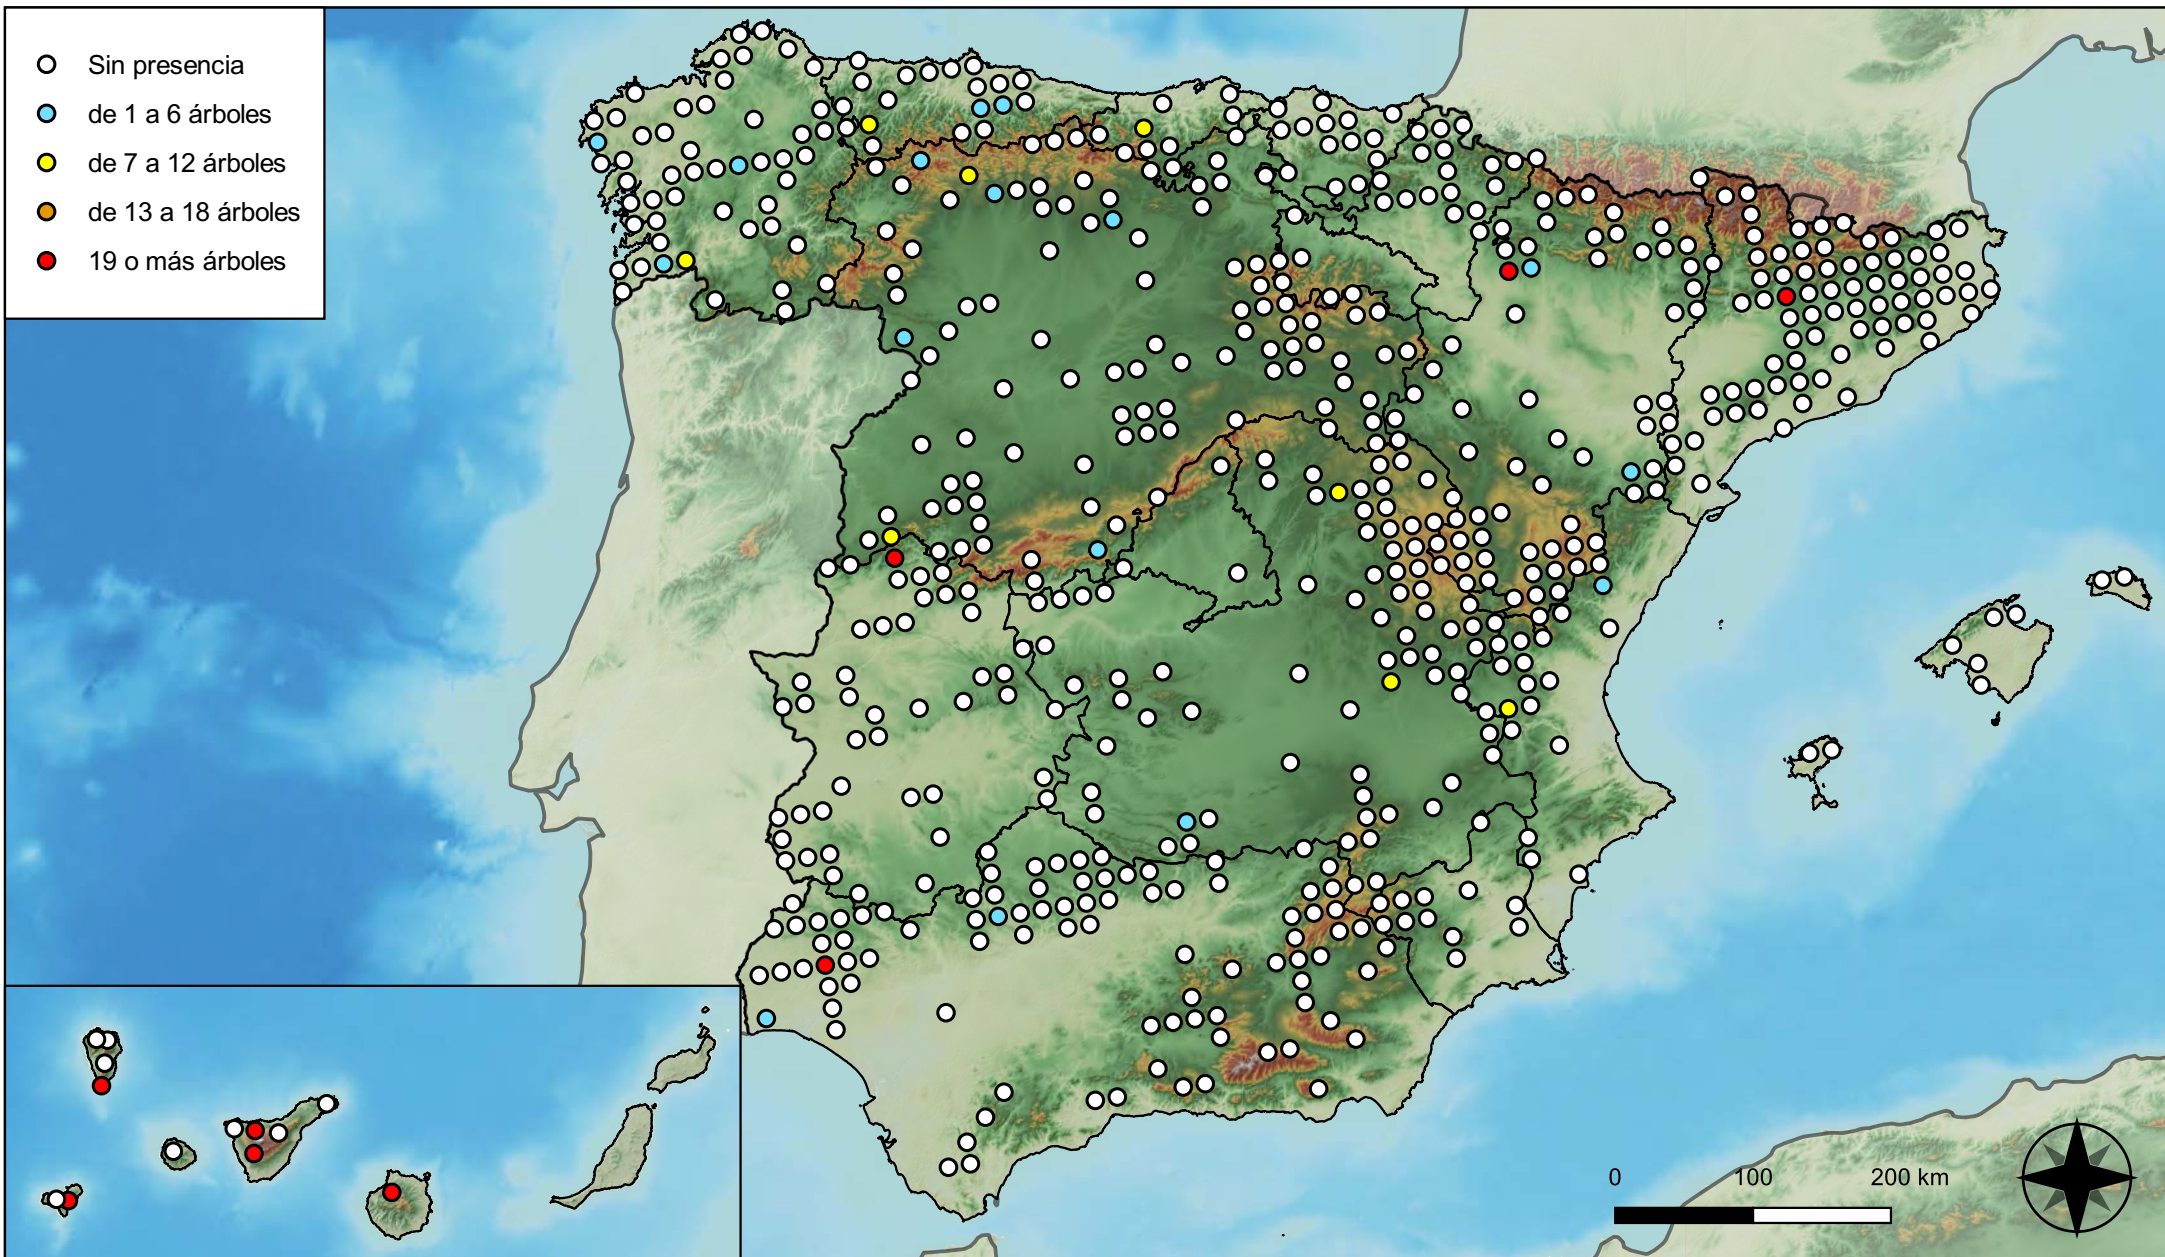 Sin presencia
de 1 a 6 árboles
de 7 a 12 árboles
de 13 a 18 árboles
19 o más árboles
0 100 200 km